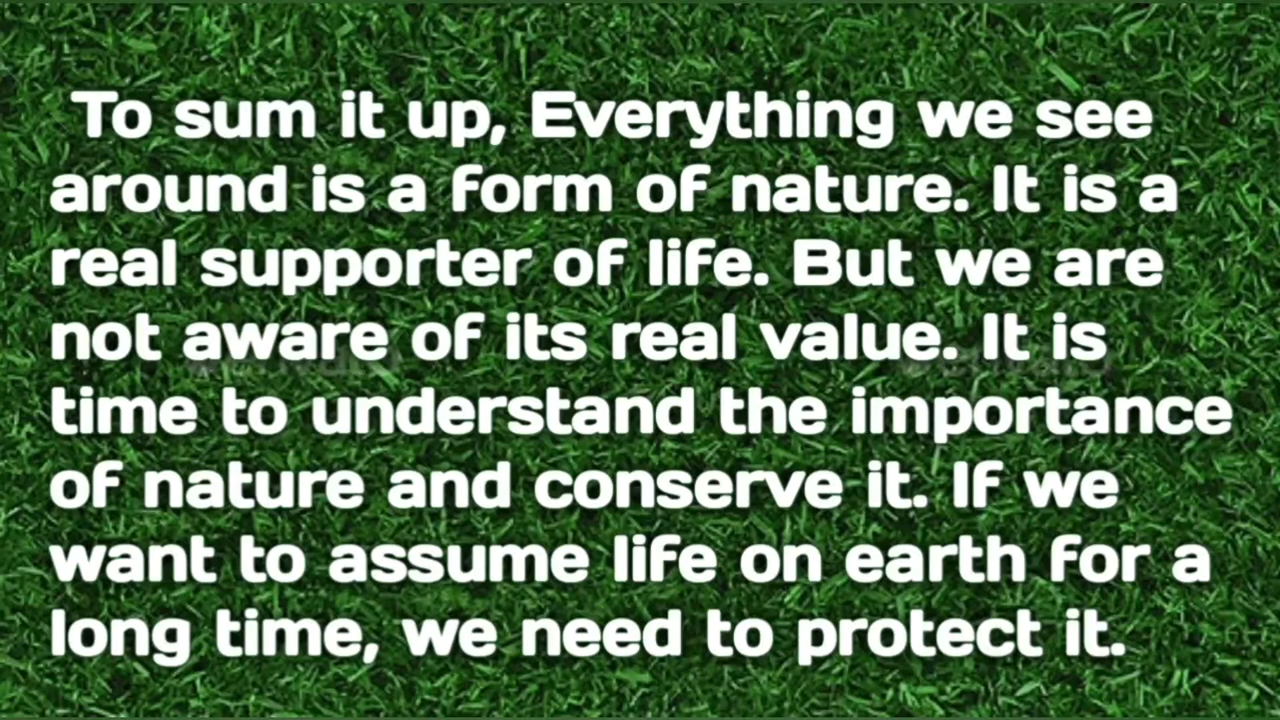 To sum it up, Everything we see
around is a form of nature. It is a
real supporter of life. But we are
not aware of its real value. It is
time to understand the importance
of nature and conserve it. If we
want to assume life on earth for a
long time, we need to protect it.